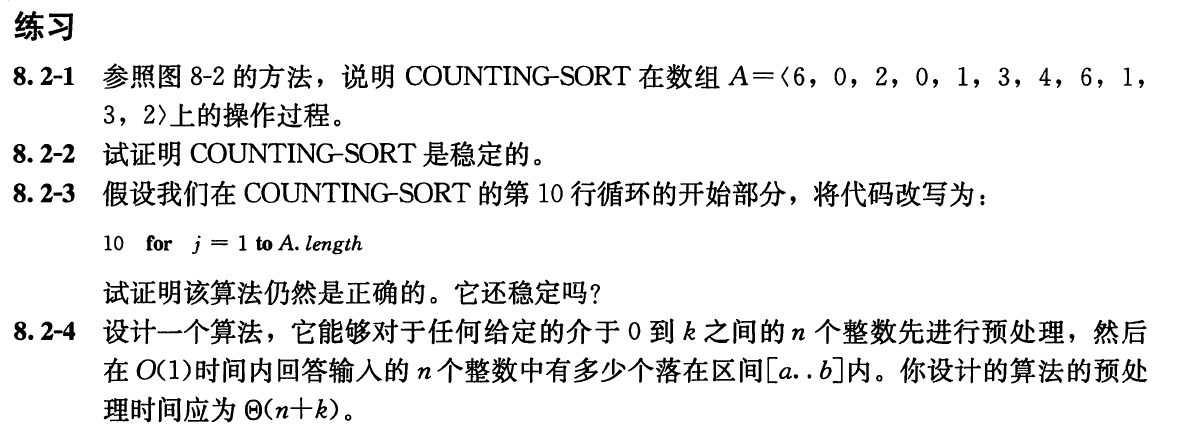 练习
8.2-1 参照图 8-2 的方法，说明 COUNTING-SORT 在数组 A=〈6，0，2，0，1，3，4，6，1，
3，2〉上的操作过程。
8.2-2 试证明 COUNTING-SORT 是稳定的。
8.2-3 假设我们在 COUNTING-SORT 的第 10 行循环的开始部分，将代码改写为：
10 for j = 1 to A.length
试证明该算法仍然是正确的。它还稳定吗？
8.2-4 设计一个算法，它能够对于任何给定的介于 0 到 k 之间的 n 个整数先进行预处理，然后
在 O(1)时间内回答输入的 n 个整数中有多少个落在区间[a..b]内。你设计的算法的预处
理时间应为 Θ(n+k)。